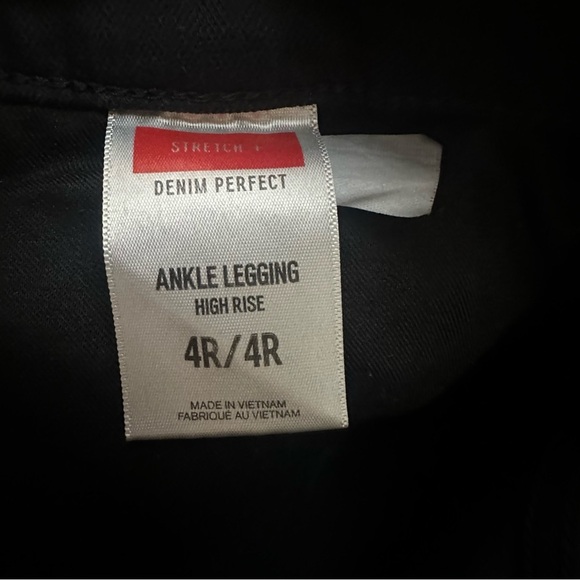 STRETCH +
DENIM PERFECT
ANKLE LEGGING
HIGH RISE
4R/4R
MADE IN VIETNAM
FABRIQUÉ AU VIETNAM